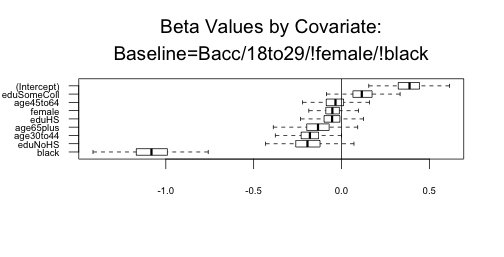 Beta Values by Covariate:
Baseline=Bacc/18to29/!female/!black
(Intercept)
eduSomeColl
age45to64
female
eduHS
age65plus
age30to44
eduNoHS
black
-1.0 -0.5 0.0 0.5